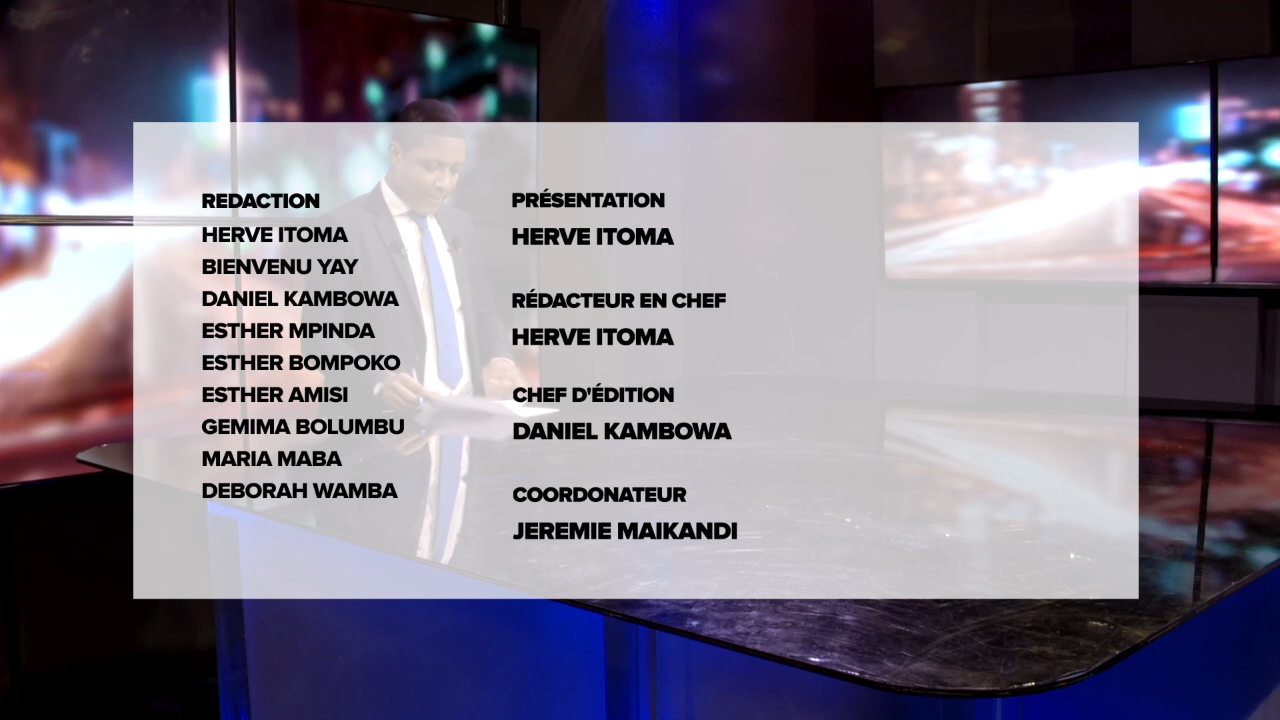 REDACTION
HERVE ITOMA
BIENVENU YAY
DANIEL KAMBOWA
ESTHER MPINDA
ESTHER BOMPOKO
ESTHER AMISI
GEMIMA BOLUMBU
MARIA MABA
DEBORAH WAMBA
PRÉSENTATION
HERVE ITOMA
RÉDACTEUR EN CHEF
HERVE ITOMA
CHEF D'ÉDITION
DANIEL KAMBOWA
COORDONATEUR
JEREMIE MAIKANDI